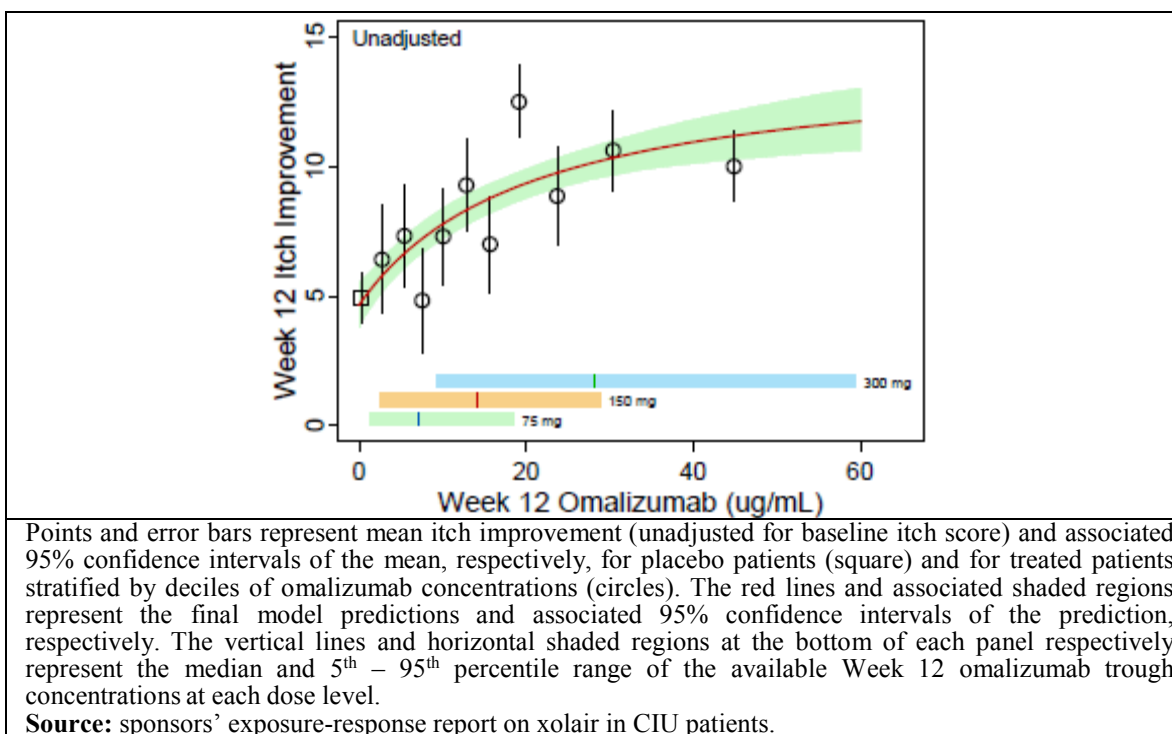 Unadjusted
15
10
5
0
Week 12 Itch Improvement
300 mg
150 mg
75 mg
0 20 40 60
Week 12 Omalizumab (ug/mL)
Points and error bars represent mean itch improvement (unadjusted for baseline itch score) and associated
95% confidence intervals of the mean, respectively, for placebo patients (square) and for treated patients
stratified by deciles of omalizumab concentrations (circles). The red lines and associated shaded regions
represent the final model predictions and associated 95% confidence intervals of the prediction,
respectively. The vertical lines and horizontal shaded regions at the bottom of each panel respectively
represent the median and 5th – 95th percentile range of the available Week 12 omalizumab trough
concentrations at each dose level.
Source: sponsors’ exposure-response report on xolair in CIU patients.